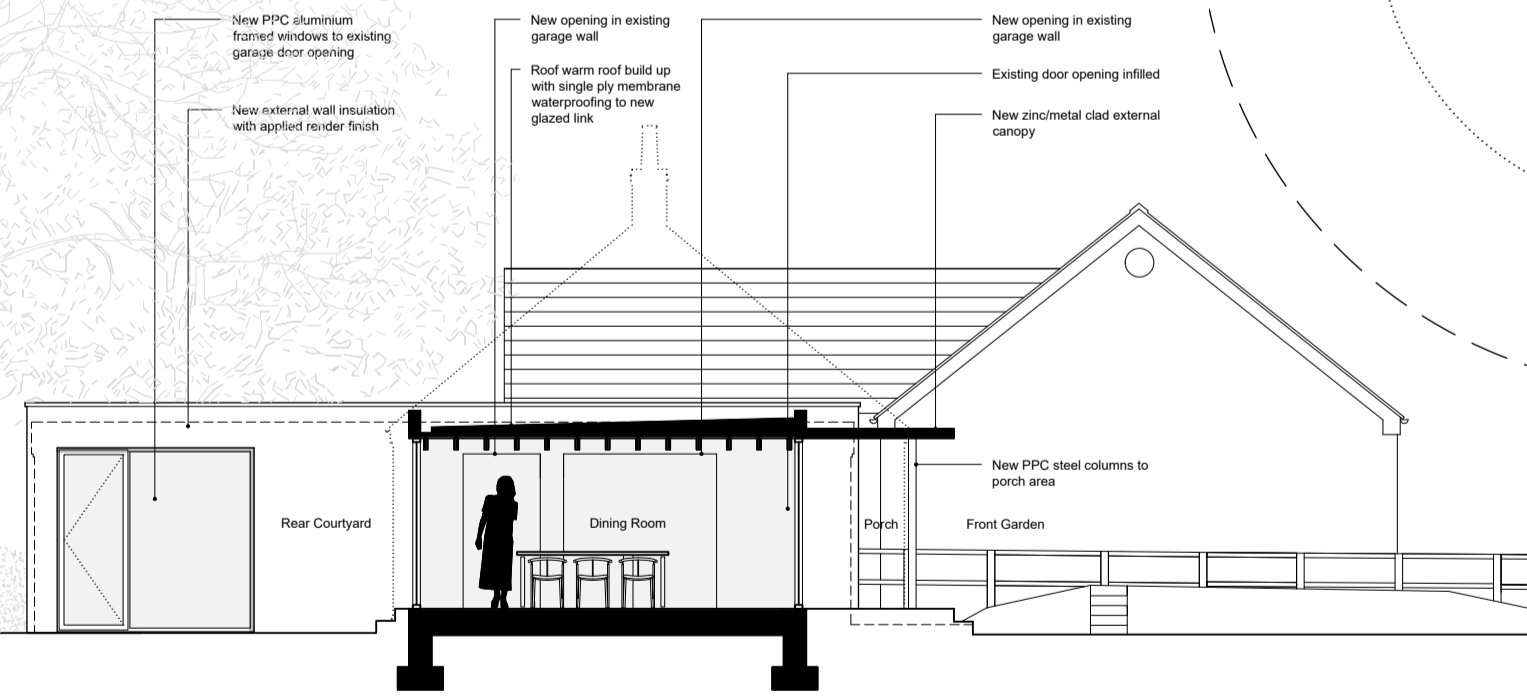 New PPC aluminium
framed windows to existing
garage door opening
New external wall insulation
with applied render finish
New opening in existing
garage wall
Roof warm roof build up
with single ply membrane
waterproofing to new
glazed link
New opening in existing
garage wall
Existing door opening infilled
New zinc/metal clad external
canopy
New PPC steel columns to
porch area
Rear Courtyard
Dining Room
Porch
Front Garden